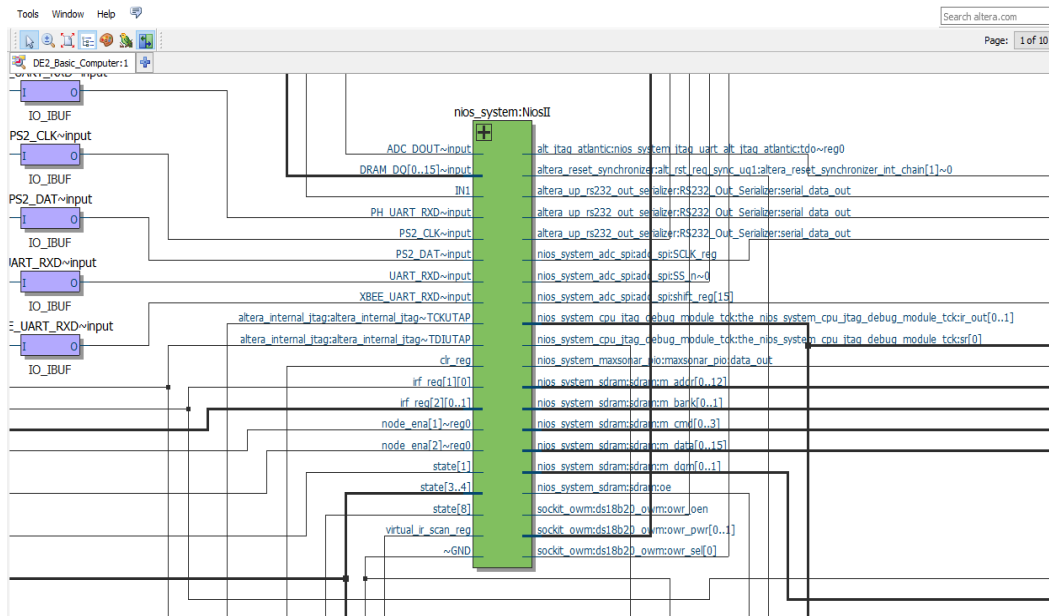 Tools Window Help
Search altera.com
Page: 1 of 10
DE2_Basic_Computer:1
I O
IO_IBUF
PS2_CLK~input
I O
IO_IBUF
PS2_DAT~input
I O
IO_IBUF
UART_RXD~input
I O
IO_IBUF
E_UART_RXD~input
I O
IO_IBUF
nios_system:NiosII
ADC_DOUT~input
DRAM_DQ[0..15]~input
IN1
PH_UART_RXD~input
PS2_CLK~input
PS2_DAT~input
UART_RXD~input
XBEE_UART_RXD~input
altera_internal_jtag:altera_internal_jtag~TCKUTAP
altera_internal_jtag:altera_internal_jtag~TDIUTAP
clr_reg
irf_reg[1][0]
irf_reg[2][0..1]
node_ena[1]~reg0
node_ena[2]~reg0
state[1]
state[3..4]
state[8]
virtual_ir_scan_reg
~GND
alt_jtag_atlantic:nios_system_jtag_uart_alt_jtag_atlantic:tdo~reg0
altera_reset_synchronizer:alt_rst_req_sync_uq1:altera_reset_synchronizer_int_chain[1]~0
altera_up_rs232_out_serializer:RS232_Out_Serializer:serial_data_out
altera_up_rs232_out_serializer:RS232_Out_Serializer:serial_data_out
altera_up_rs232_out_serializer:RS232_Out_Serializer:serial_data_out
nios_system_adc_spi:adc_spi:SCLK_reg
nios_system_adc_spi:adc_spi:SS_n~0
nios_system_adc_spi:adc_spi:shift_reg[15]
nios_system_cpu_jtag_debug_module_tck:the_nios_system_cpu_jtag_debug_module_tck:ir_out[0..1]
nios_system_cpu_jtag_debug_module_tck:the_nios_system_cpu_jtag_debug_module_tck:sr[0]
nios_system_maxsonar_pio:maxsonar_pio:data_out
nios_system_sdram:sdram:m_addr[0..12]
nios_system_sdram:sdram:m_bank[0..1]
nios_system_sdram:sdram:m_cmd[0..3]
nios_system_sdram:sdram:m_data[0..15]
nios_system_sdram:sdram:m_dqm[0..1]
nios_system_sdram:sdram:oe
sockit_owm:ds18b20_owm:owr_oen
sockit_owm:ds18b20_owm:owr_pwr[0..1]
sockit_owm:ds18b20_owm:owr_sel[0]